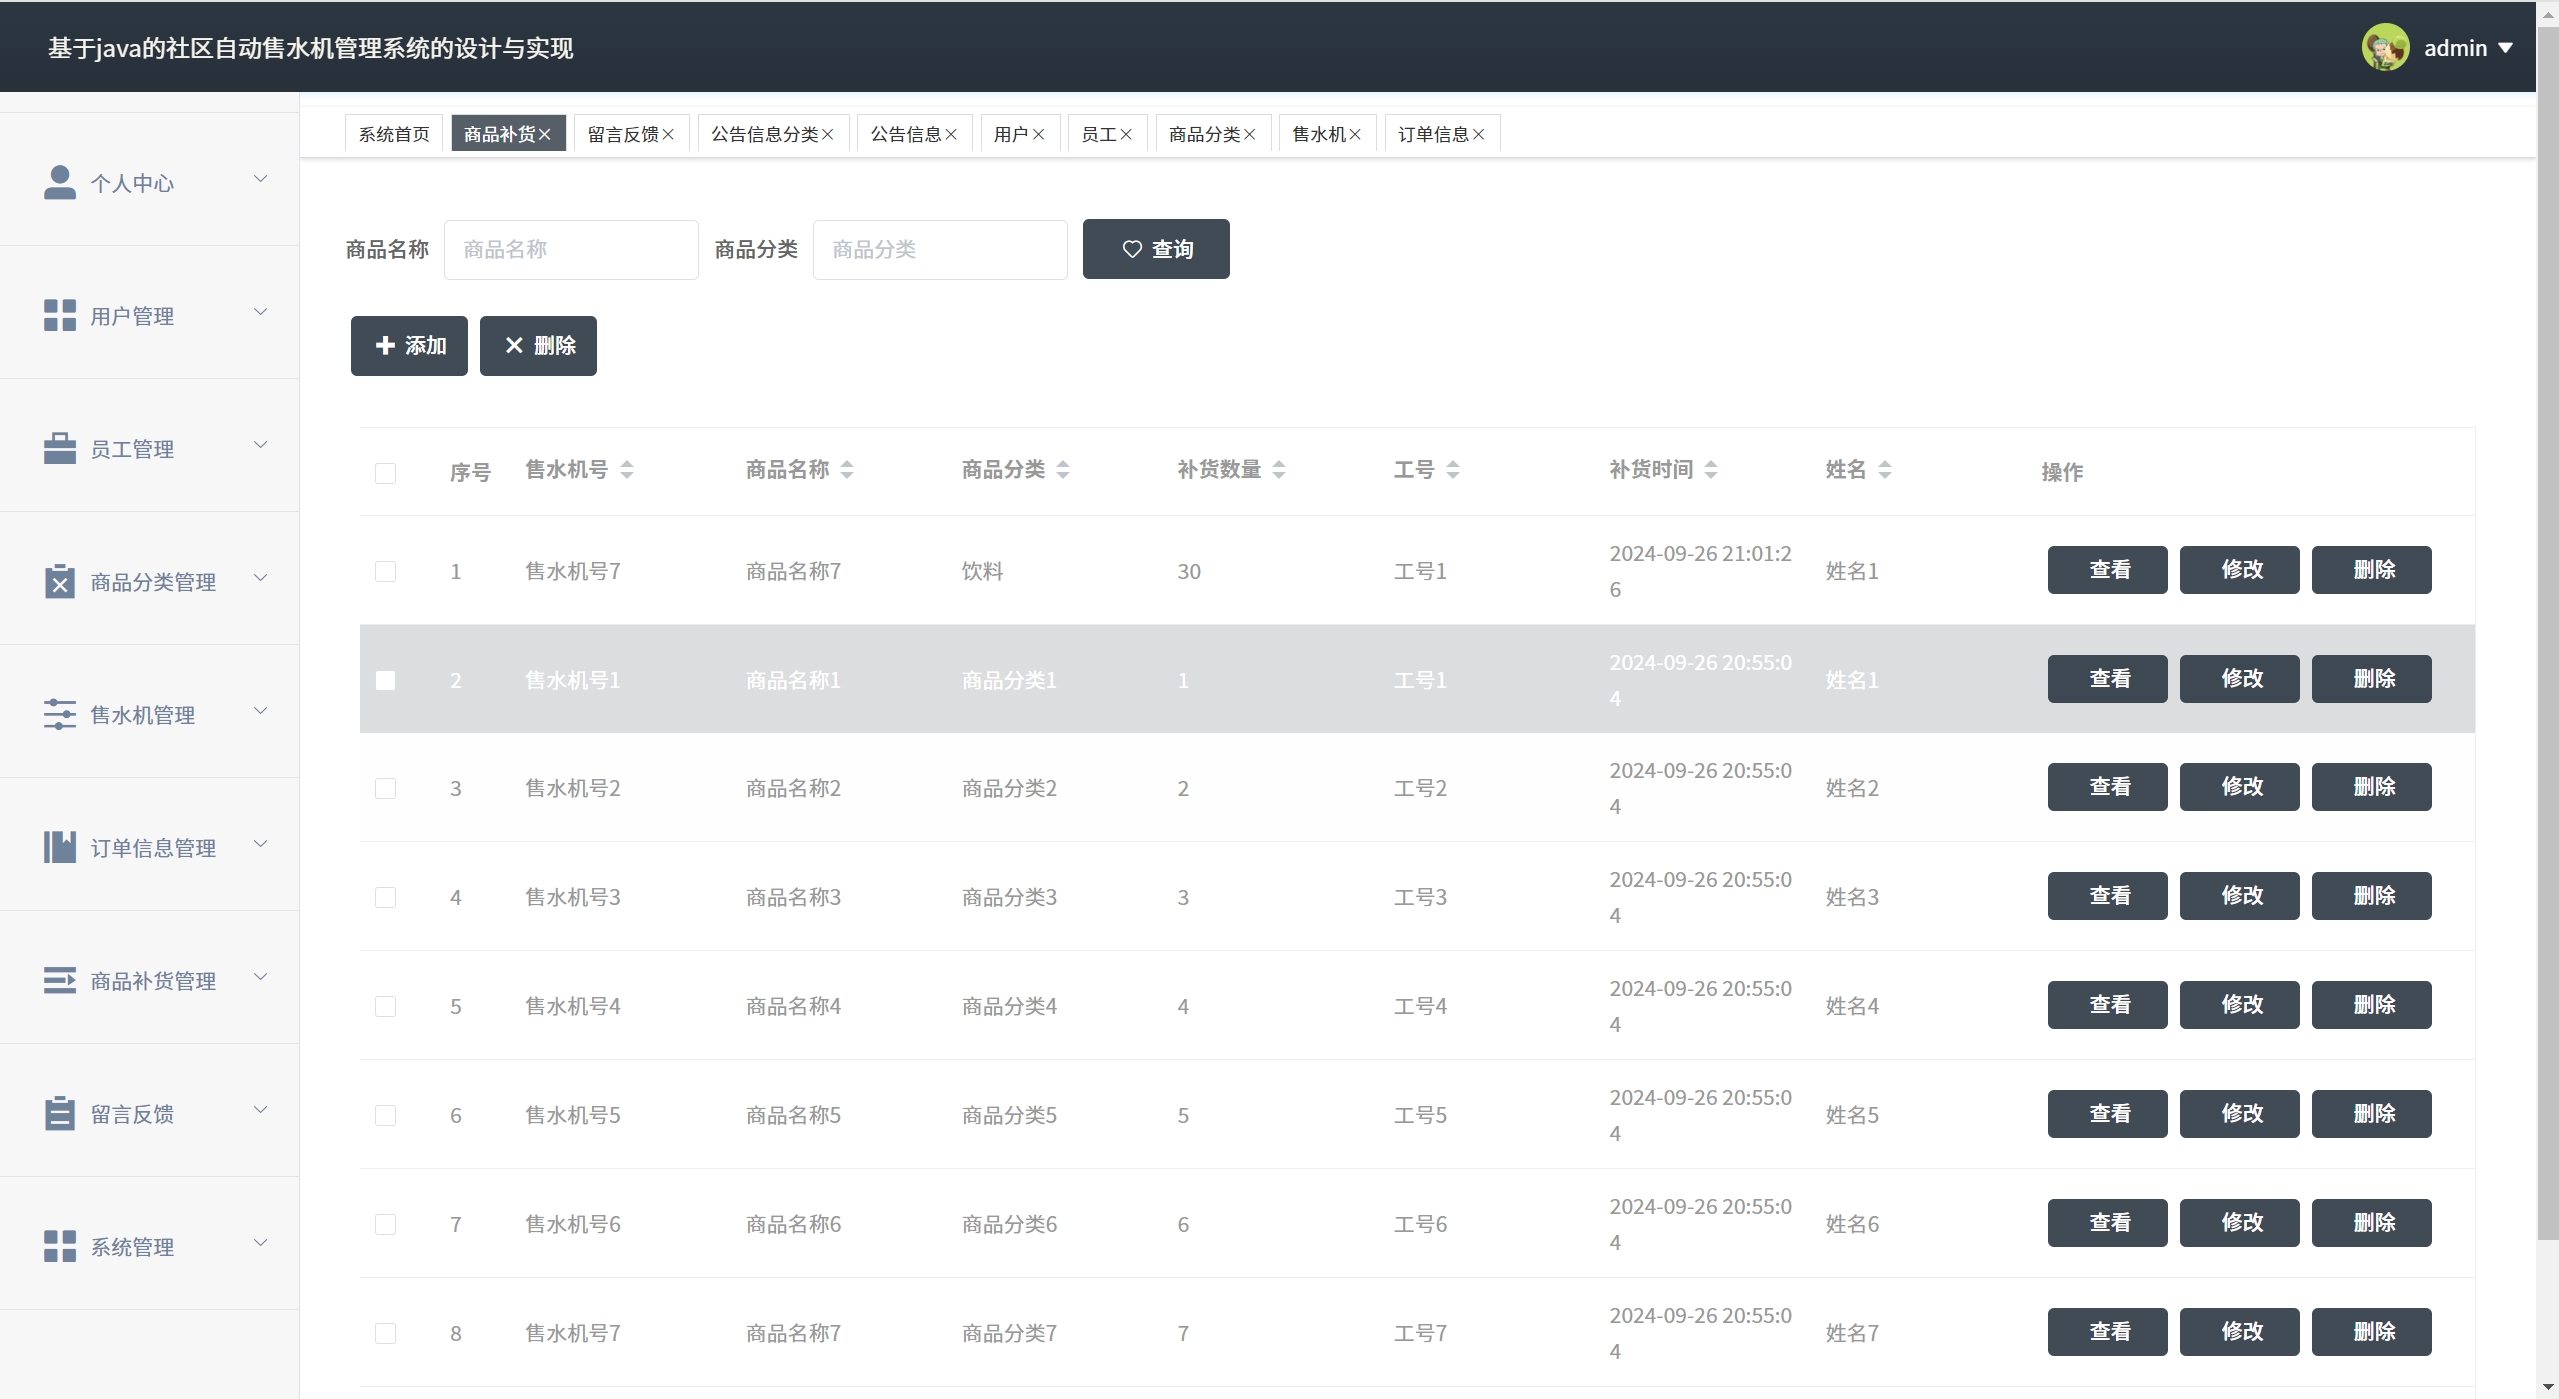 基于java的社区自动售水机管理系统的设计与实现
admin
系统首页 商品补货 留言反馈 公告信息分类 公告信息 用户 员工 商品分类 售水机 订单信息
个人中心
用户管理
员工管理
商品分类管理
售水机管理
订单信息管理
商品补货管理
留言反馈
系统管理
商品名称 商品名称 商品分类 商品分类 查询
添加 删除
序号 售水机号 商品名称 商品分类 补货数量 工号 补货时间 姓名 操作
1 售水机号7 商品名称7 饮料 30 工号1 2024-09-26 21:01:2
6 姓名1 查看 修改 删除
2 售水机号1 商品名称1 商品分类1 1 工号1 2024-09-26 20:55:0
4 姓名1 查看 修改 删除
3 售水机号2 商品名称2 商品分类2 2 工号2 2024-09-26 20:55:0
4 姓名2 查看 修改 删除
4 售水机号3 商品名称3 商品分类3 3 工号3 2024-09-26 20:55:0
4 姓名3 查看 修改 删除
5 售水机号4 商品名称4 商品分类4 4 工号4 2024-09-26 20:55:0
4 姓名4 查看 修改 删除
6 售水机号5 商品名称5 商品分类5 5 工号5 2024-09-26 20:55:0
4 姓名5 查看 修改 删除
7 售水机号6 商品名称6 商品分类6 6 工号6 2024-09-26 20:55:0
4 姓名6 查看 修改 删除
8 售水机号7 商品名称7 商品分类7 7 工号7 2024-09-26 20:55:0
4 姓名7 查看 修改 删除